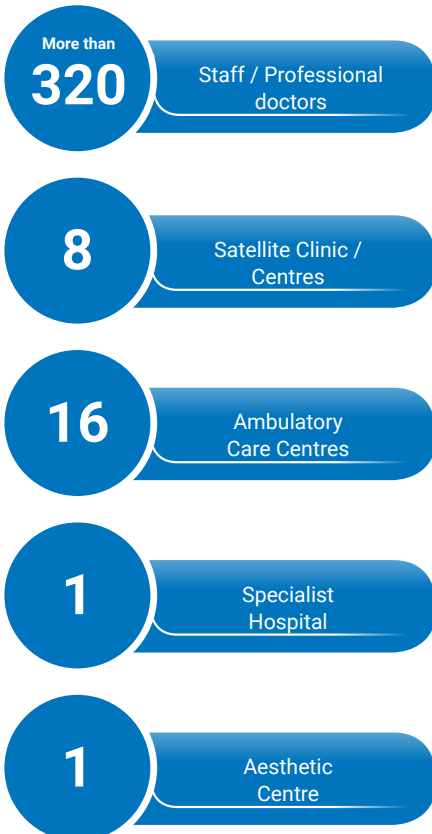 More than
320
Staff / Professional
doctors
8
Satellite Clinic /
Centres
16
Ambulatory
Care Centres
1
Specialist
Hospital
1
Aesthetic
Centre